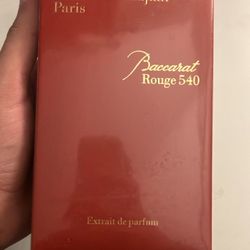 Paris
Baccarat
Rouge 540
Extrait de parfum